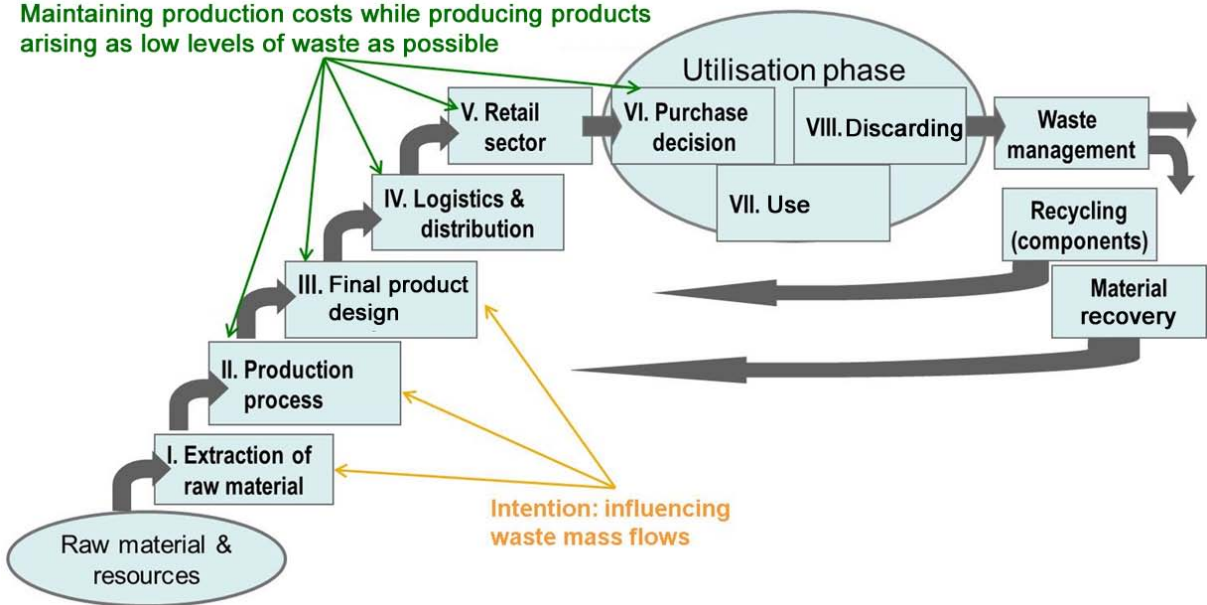 Maintaining production costs while producing products
arising as low levels of waste as possible
Utilisation phase
V. Retail
sector
VI. Purchase
decision
VIII. Discarding
Waste
management
IV. Logistics &
distribution
VII. Use
Recycling
(components)
III. Final product
design
Material
recovery
II. Production
process
I. Extraction of
raw material
Intention: influencing
waste mass flows
Raw material &
resources